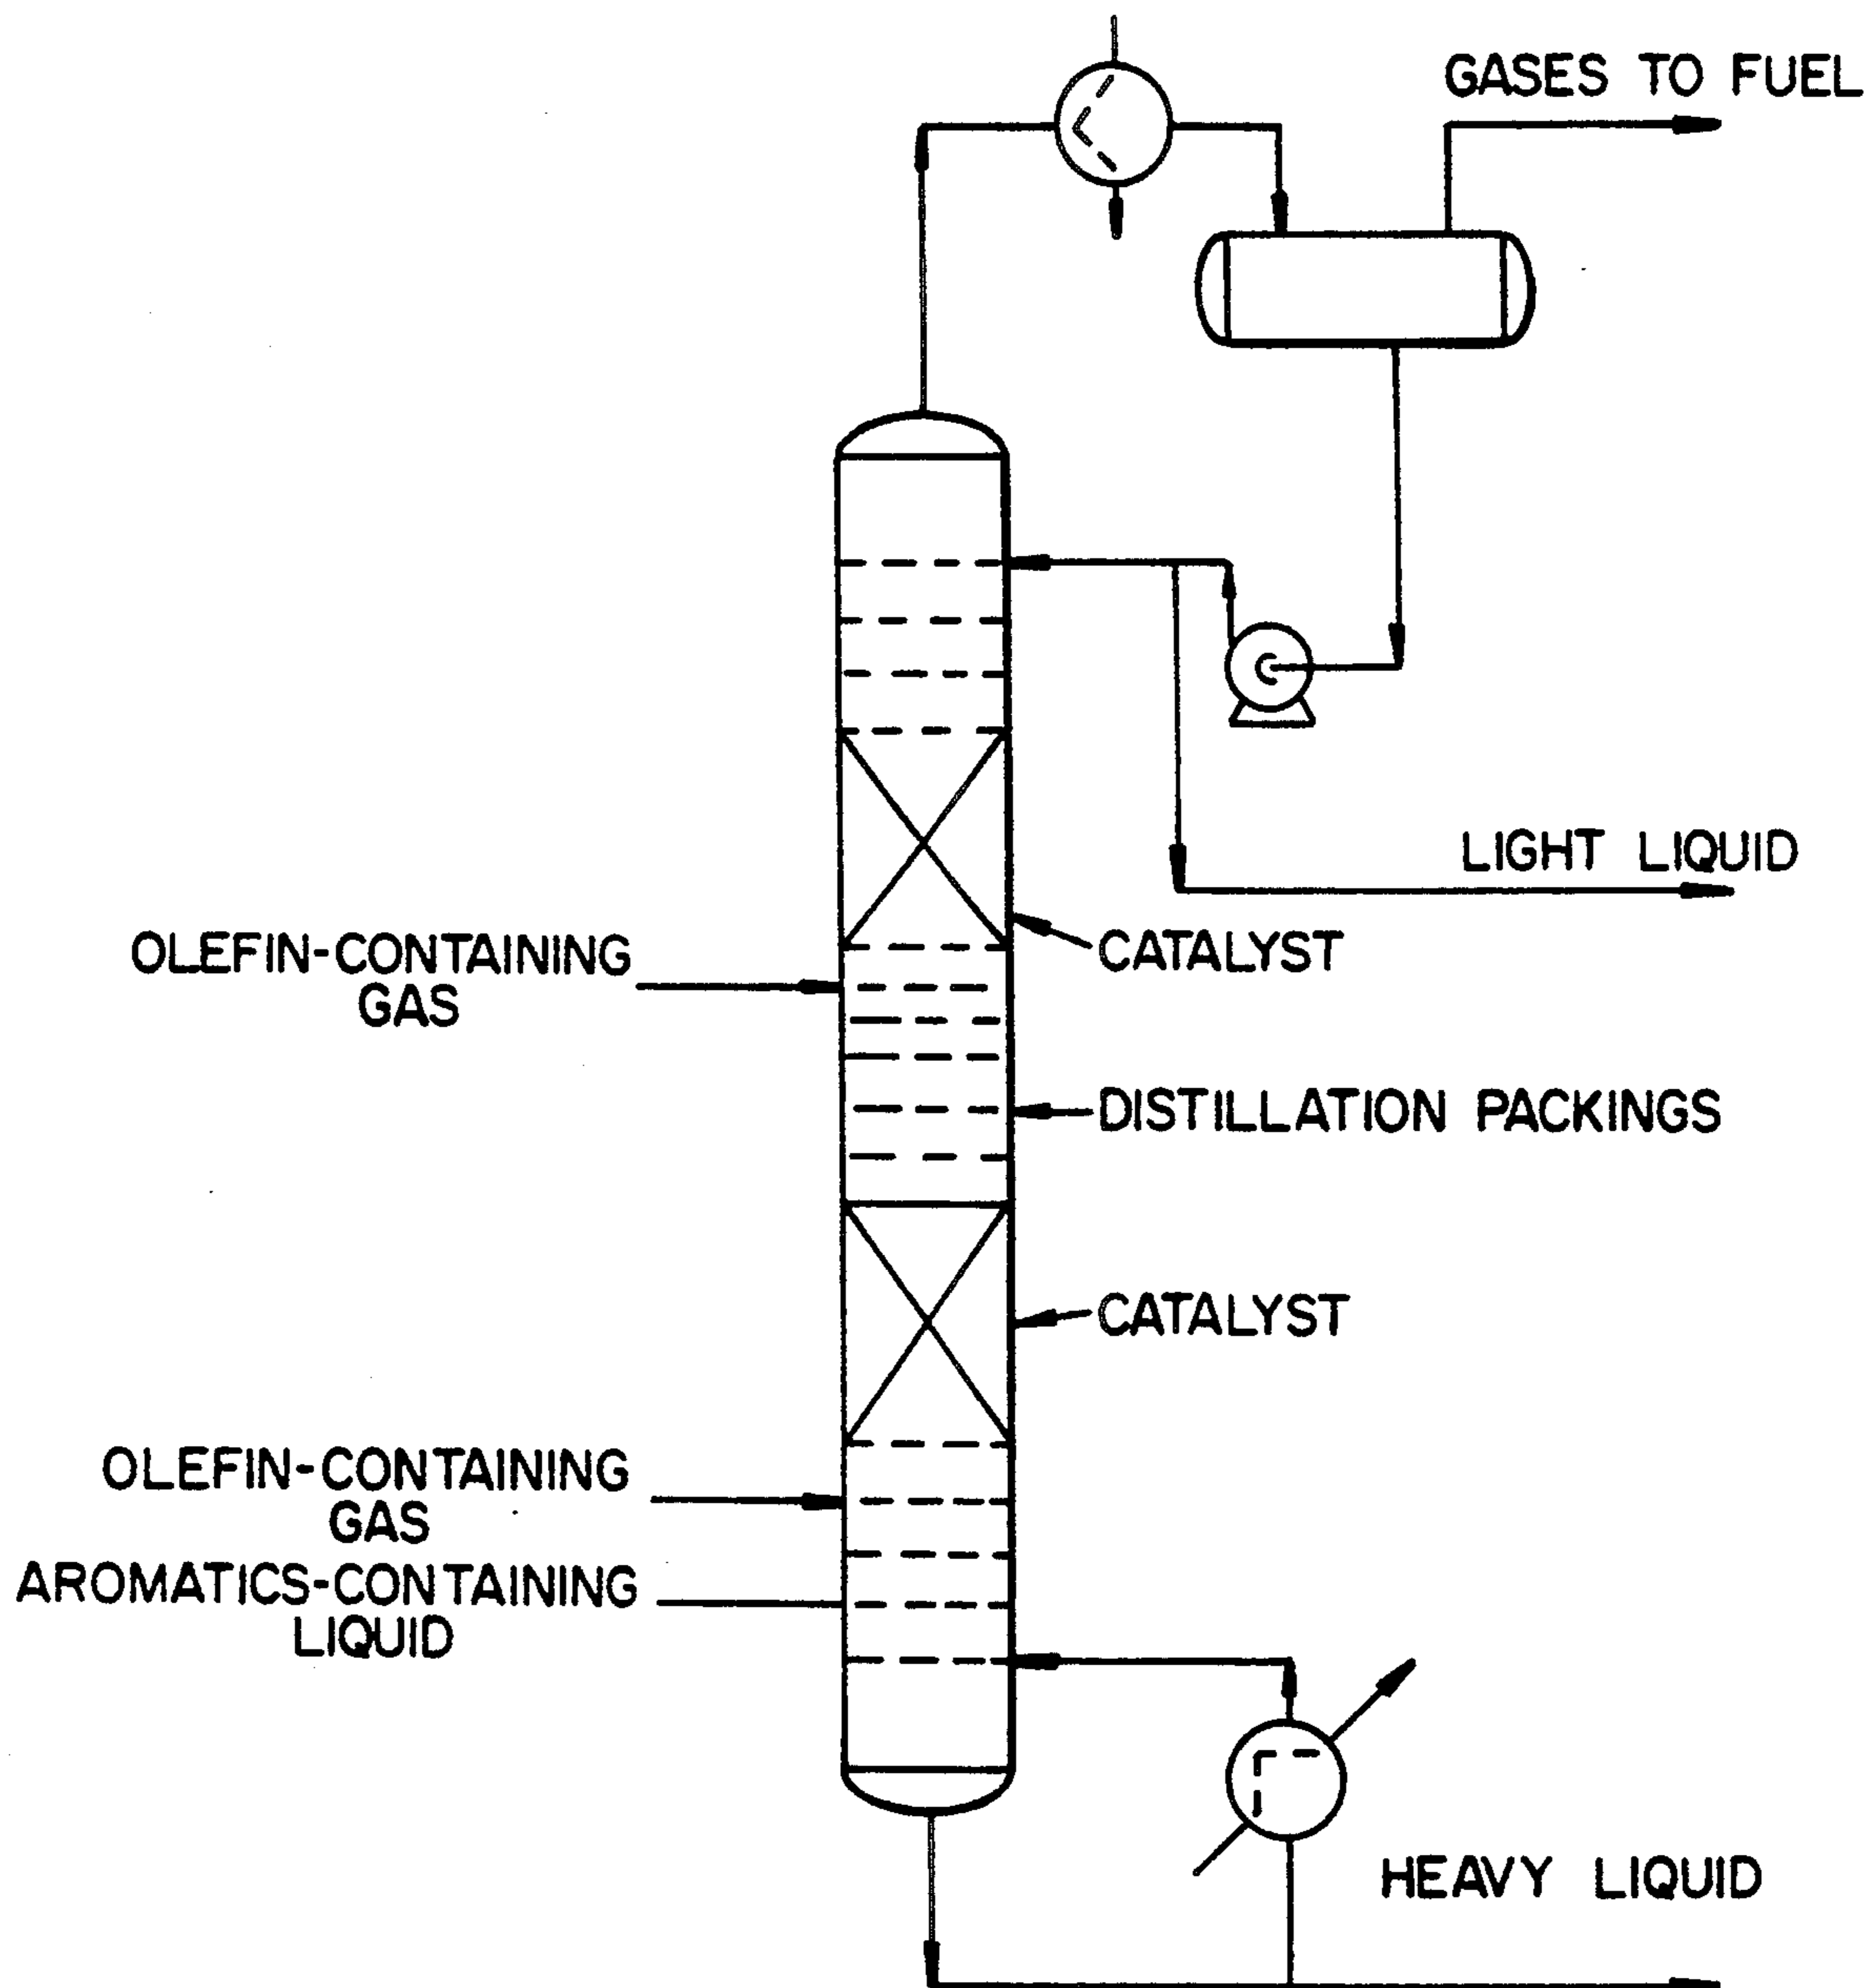 GASES TO FUEL
LIGHT LIQUID
OLEFIN-CONTAINING
GAS
CATALYST
DISTILLATION PACKINGS
CATALYST
OLEFIN-CONTAINING
GAS
AROMATICS-CONTAINING
LIQUID
HEAVY LIQUID